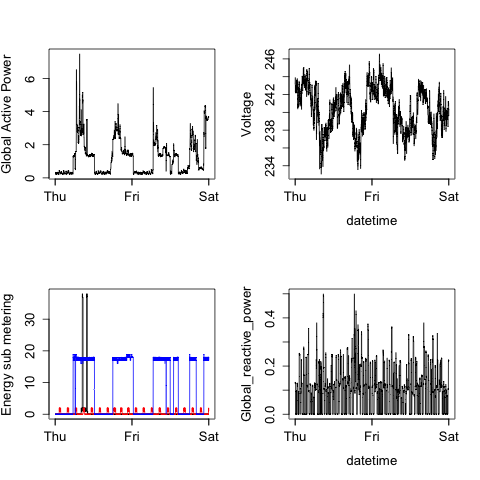 Global Active Power
0 2 4 6
Thu Fri Sat
Voltage
234 238 242 246
Thu Fri Sat
datetime
Energy sub metering
0 10 20 30
Thu Fri Sat
Global_reactive_power
0.0 0.2 0.4
Thu Fri Sat
datetime